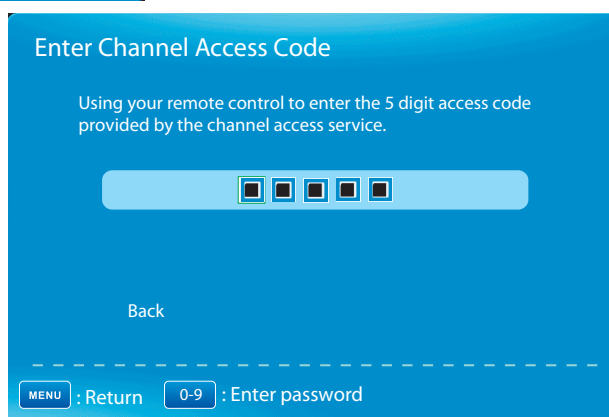 Enter Channel Access Code
Using your remote control to enter the 5 digit access code
provided by the channel access service.
Back
MENU : Return 0-9 : Enter password